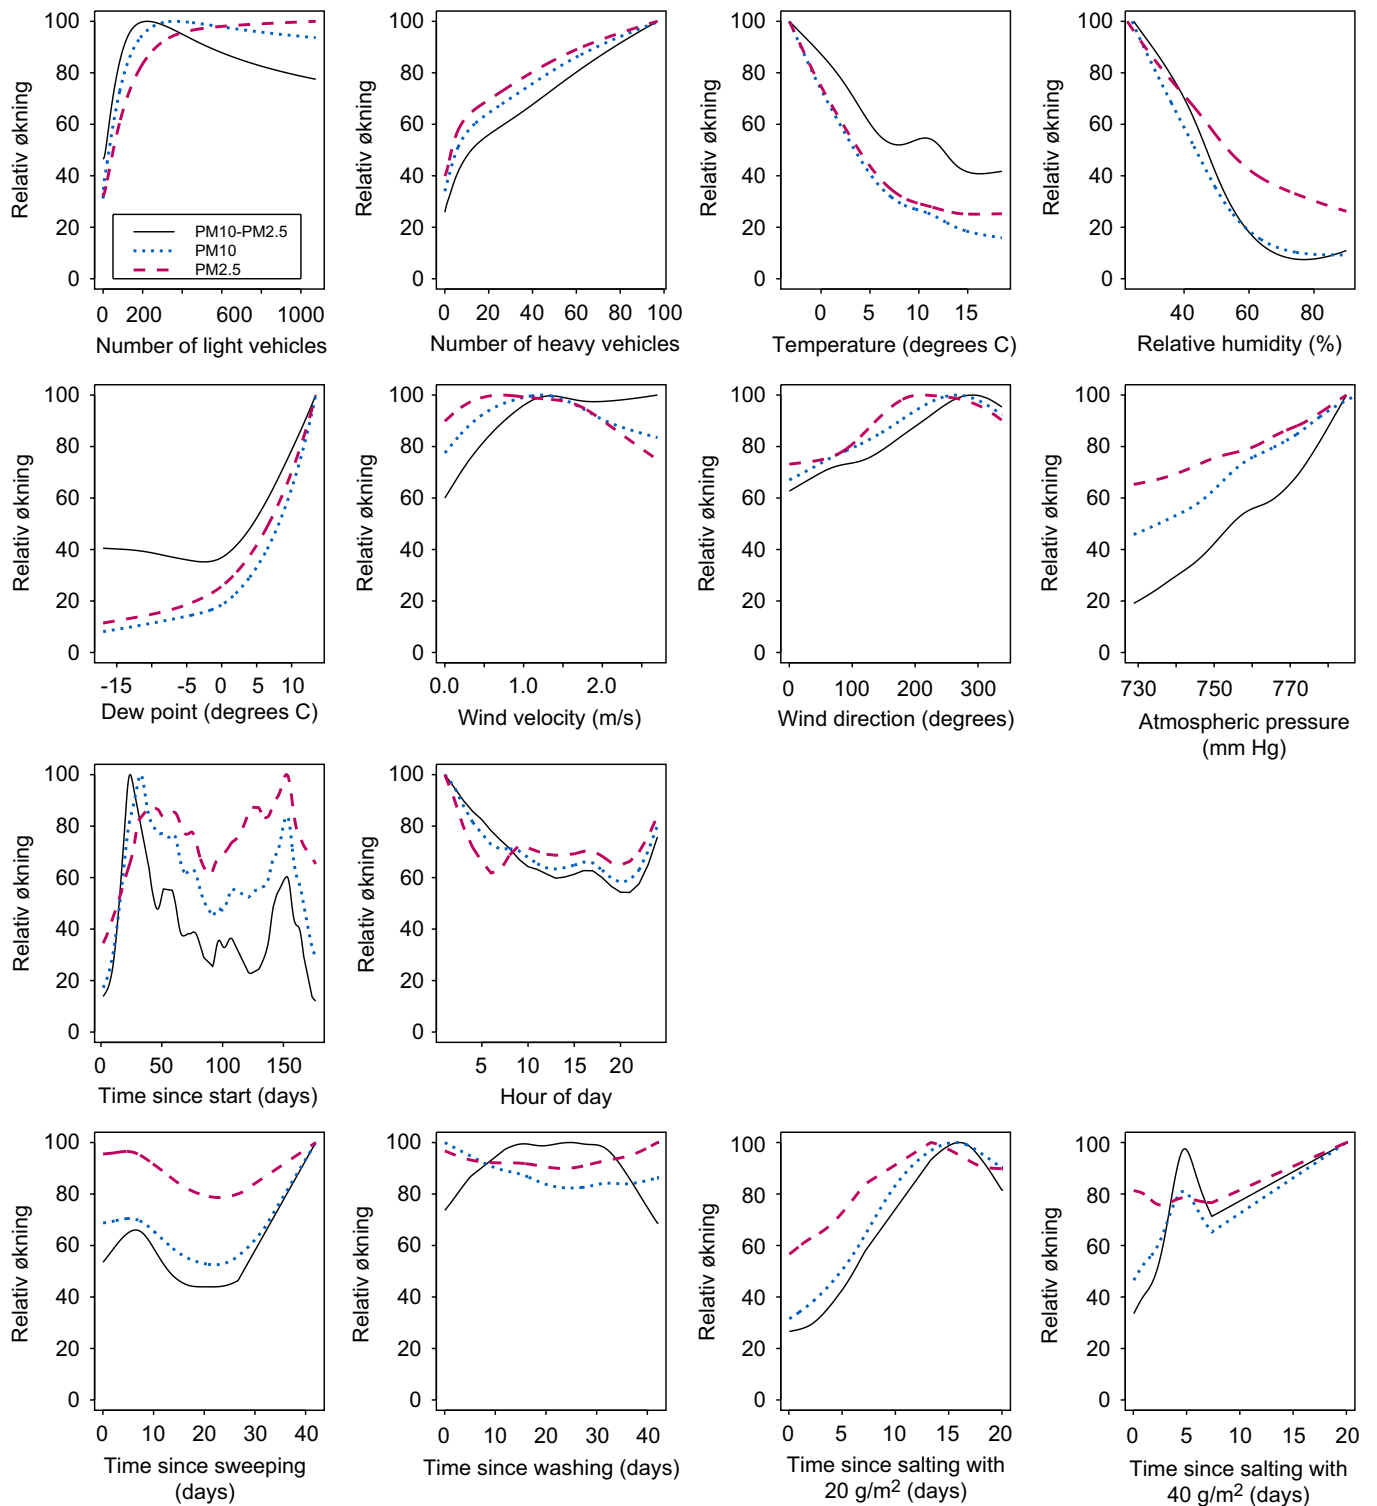 Relativ økning
100
80
60
40
20
0
PM10-PM2.5
PM10
PM2.5
0 200 600 1000
Number of light vehicles
Relativ økning
100
80
60
40
20
0
0 20 40 60 80 100
Number of heavy vehicles
Relativ økning
100
80
60
40
20
0
0 5 10 15
Temperature (degrees C)
Relativ økning
100
80
60
40
20
0
40 60 80
Relative humidity (%)
Relativ økning
100
80
60
40
20
0
-15 -5 0 5 10
Dew point (degrees C)
Relativ økning
100
80
60
40
20
0
0.0 1.0 2.0
Wind velocity (m/s)
Relativ økning
100
80
60
40
20
0
0 100 200 300
Wind direction (degrees)
Relativ økning
100
80
60
40
20
0
730 750 770
Atmospheric pressure
(mm Hg)
Relativ økning
100
80
60
40
20
0
0 50 100 150
Time since start (days)
Relativ økning
100
80
60
40
20
0
5 10 15 20
Hour of day
Relativ økning
100
80
60
40
20
0
0 10 20 30 40
Time since sweeping
(days)
Relativ økning
100
80
60
40
20
0
0 10 20 30 40
Time since washing (days)
Relativ økning
100
80
60
40
20
0
0 5 10 15 20
Time since salting with
20 g/m² (days)
Relativ økning
100
80
60
40
20
0
0 5 10 15 20
Time since salting with
40 g/m² (days)